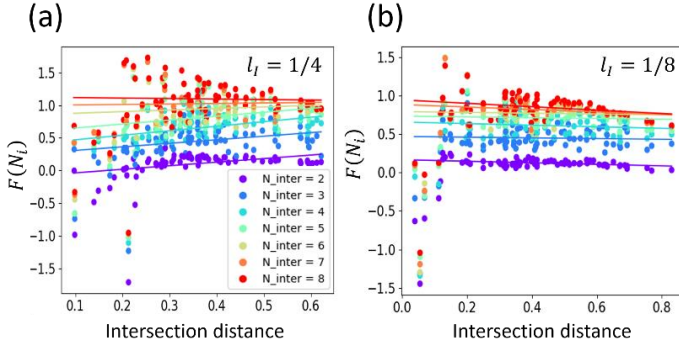 (a)
l_I = 1/4
F(N_i)
1.5
1.0
0.5
0.0
-0.5
-1.0
-1.5
N_inter = 2
N_inter = 3
N_inter = 4
N_inter = 5
N_inter = 6
N_inter = 7
N_inter = 8
0.1 0.2 0.3 0.4 0.5 0.6
Intersection distance
(b)
l_I = 1/8
F(N_i)
1.5
1.0
0.5
0.0
-0.5
-1.0
-1.5
0.0 0.2 0.4 0.6 0.8
Intersection distance